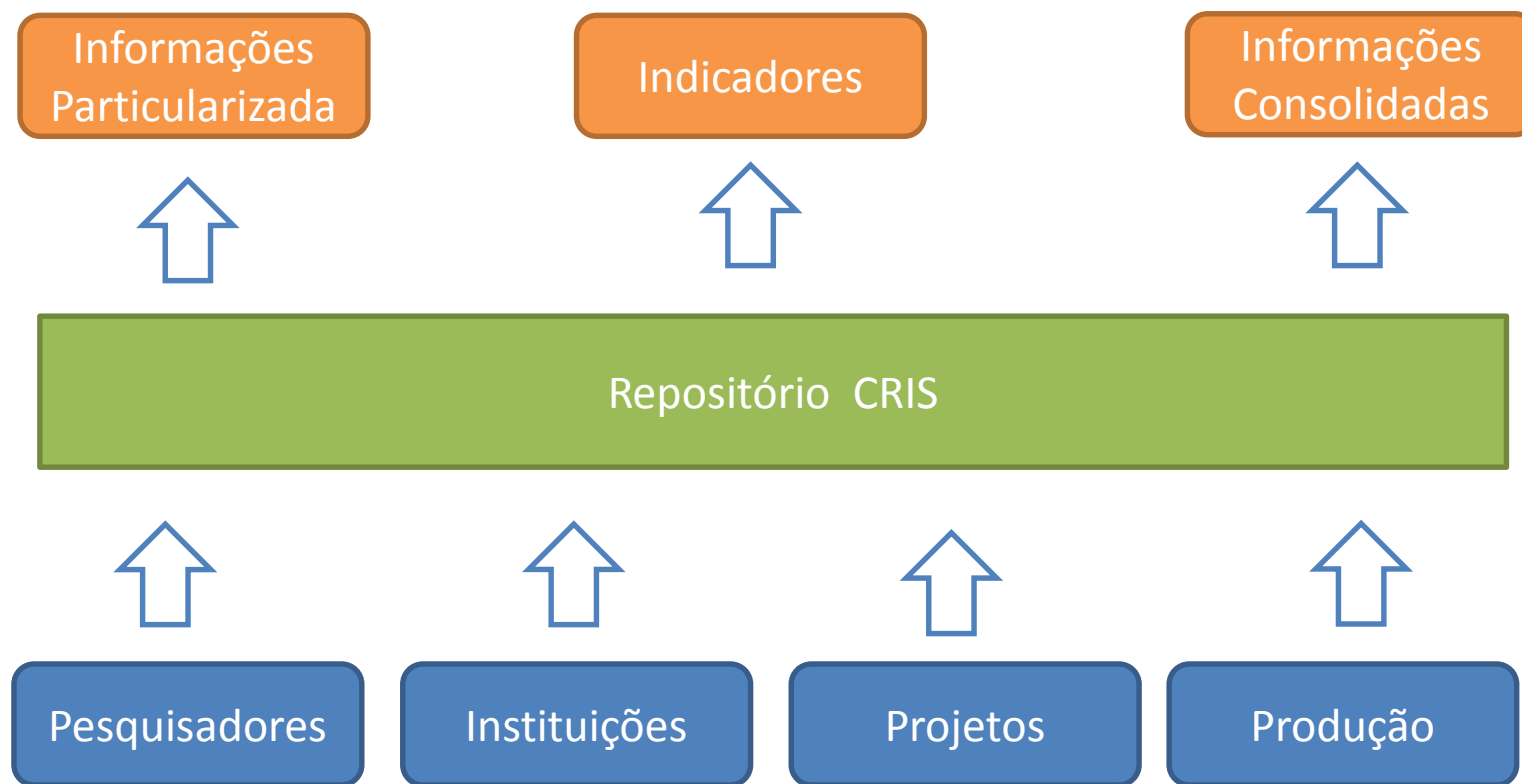 Informações
Particularizada
Indicadores
Informações
Consolidadas
Repositório CRIS
Pesquisadores
Instituições
Projetos
Produção